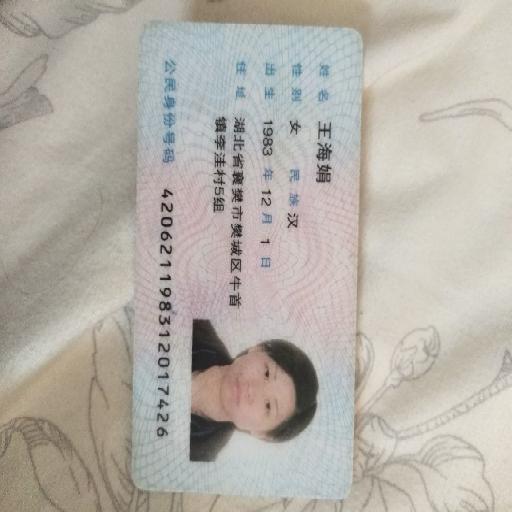 姓名 王海娟
性别 女 民族 汉
出生 1983 年 12 月 1 日
住址 湖北省襄樊市樊城区牛首
镇李洼村5组
公民身份号码 420621198312017426